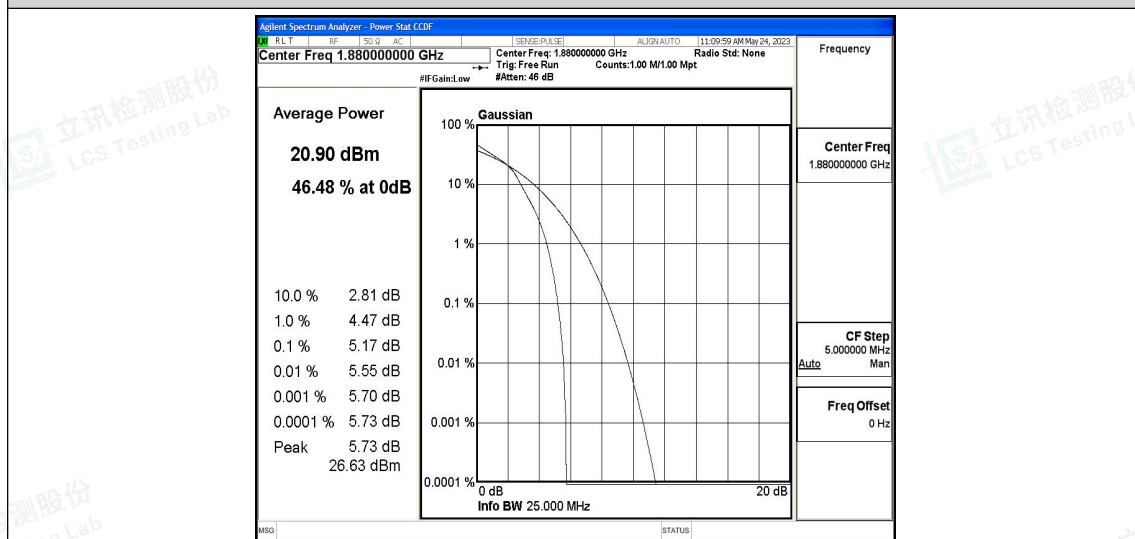 Agilent Spectrum Analyzer - Power Stat CCDF
RLT RF 50 Ω AC SENSE:PULSE ALIGN AUTO 11:09:59 AM May 24, 2023
Center Freq 1.880000000 GHz
Center Freq: 1.880000000 GHz Radio Std: None
Trig: Free Run Counts:1.00 M/1.00 Mpt
#IFGain:Low #Atten: 46 dB
Frequency
Average Power
20.90 dBm
46.48 % at 0dB
10.0 % 2.81 dB
1.0 % 4.47 dB
0.1 % 5.17 dB
0.01 % 5.55 dB
0.001 % 5.70 dB
0.0001 % 5.73 dB
Peak 5.73 dB
26.63 dBm
Gaussian
100 %
10 %
1 %
0.1 %
0.01 %
0.001 %
0.0001 %
0 dB 20 dB
Info BW 25.000 MHz
Center Freq
1.880000000 GHz
CF Step
5.000000 MHz
Auto Man
Freq Offset
0 Hz
MSG STATUS
立讯检测股份
LCS Testing Lab
立讯检测股份
LCS Testing L
检测股份
ng Lab